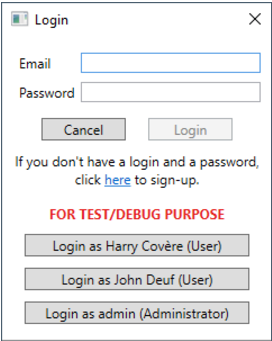 Login
Email
Password
Cancel Login
If you don't have a login and a password,
click here to sign-up.
FOR TEST/DEBUG PURPOSE
Login as Harry Covère (User)
Login as John Deuf (User)
Login as admin (Administrator)